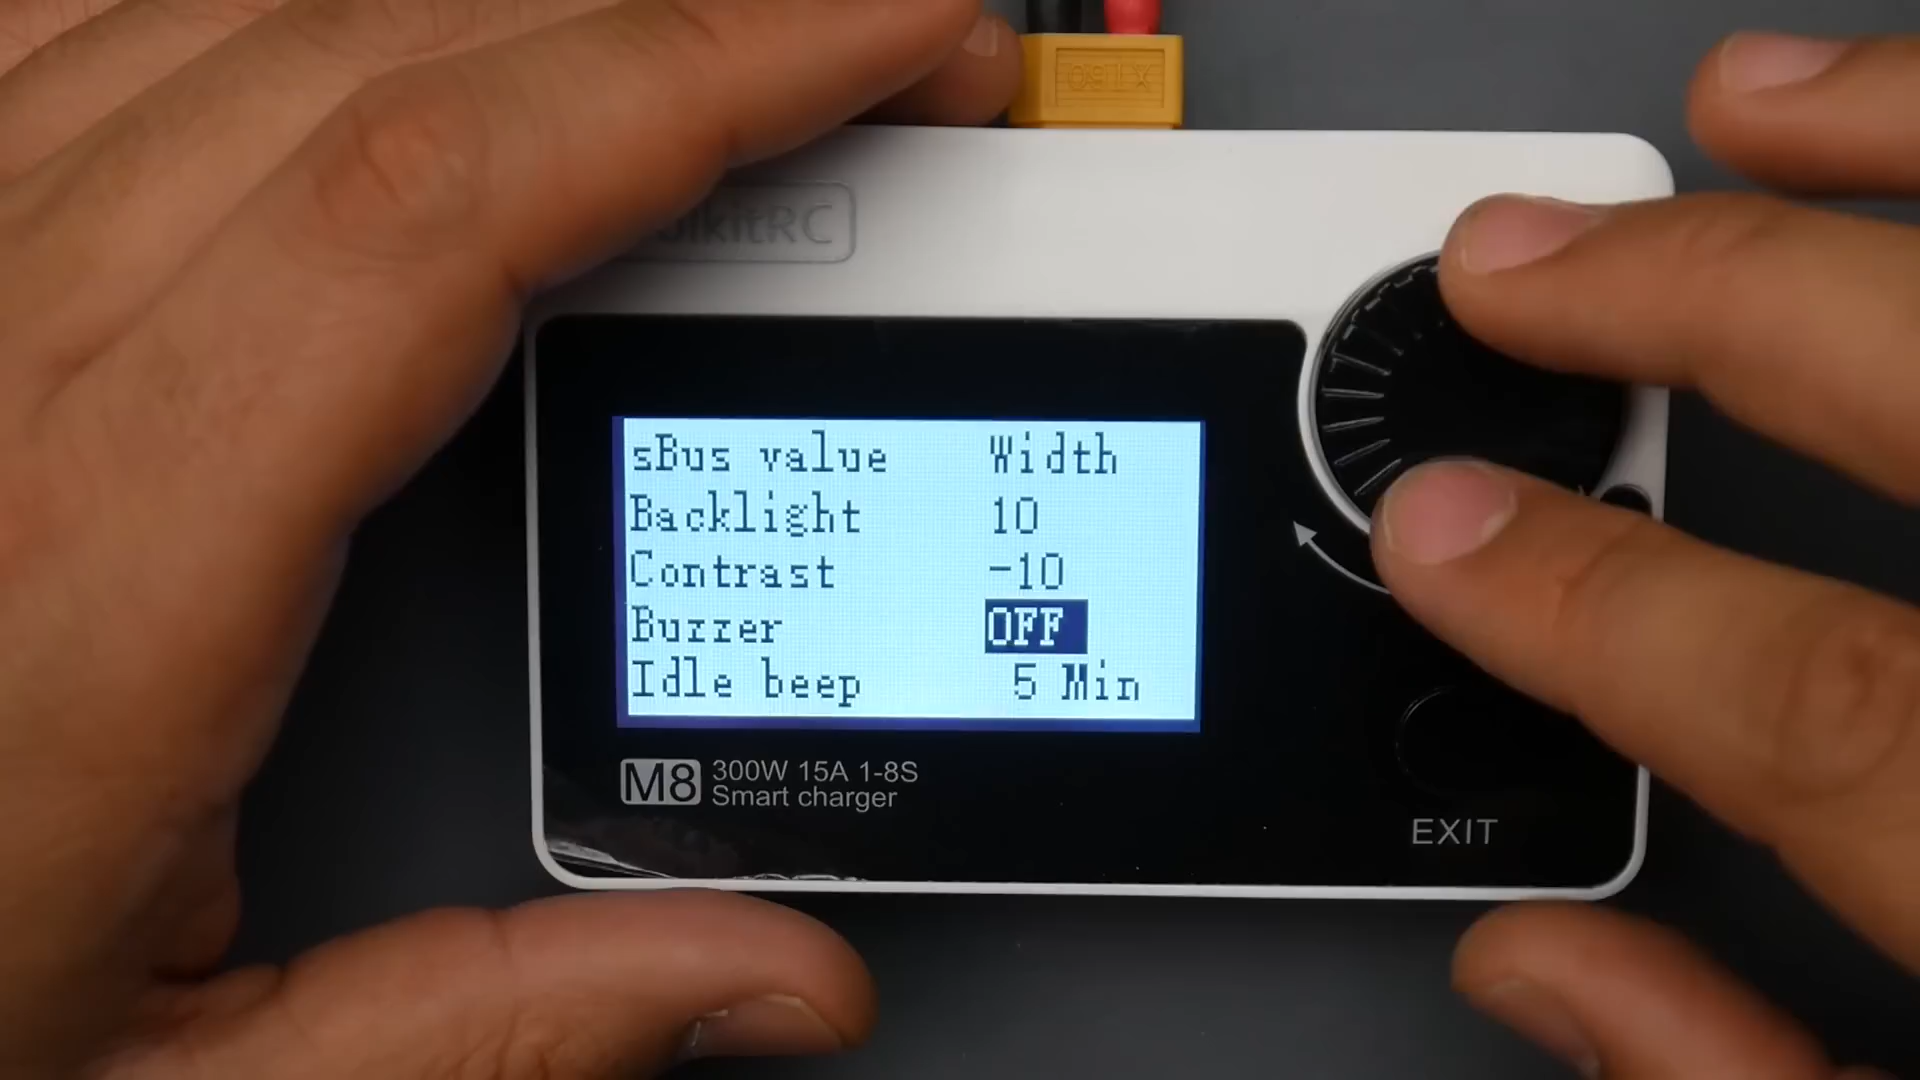 XT60
sBus value Width
Backlight 10
Contrast -10
Buzzer OFF
Idle beep 5 Min
M8 300W 15A 1-8S
Smart charger
EXIT